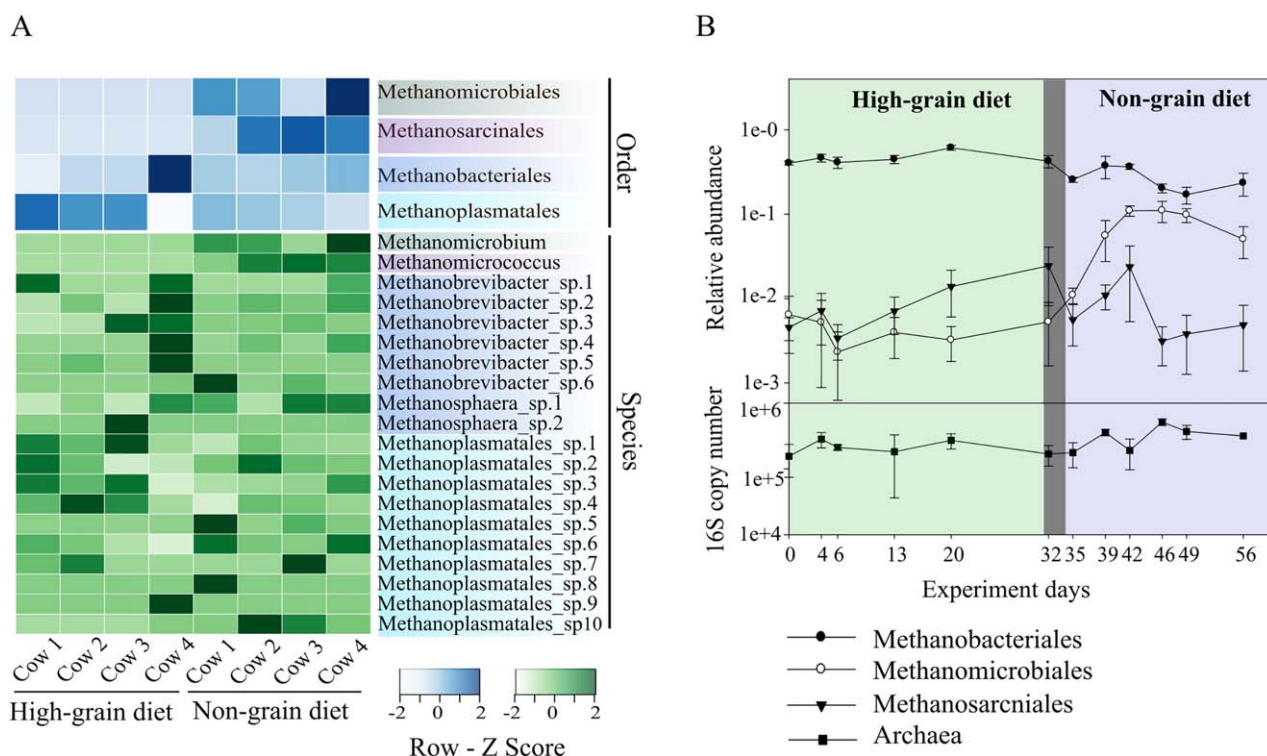 A
Methanomicrobiales
Methanosarcinales
Methanobacteriales
Methanoplasmatales
Order
Methanomicrobium
Methanomicrococcus
Methanobrevibacter_sp.1
Methanobrevibacter_sp.2
Methanobrevibacter_sp.3
Methanobrevibacter_sp.4
Methanobrevibacter_sp.5
Methanobrevibacter_sp.6
Methanosphaera_sp.1
Methanosphaera_sp.2
Methanoplasmatales_sp.1
Methanoplasmatales_sp.2
Methanoplasmatales_sp.3
Methanoplasmatales_sp.4
Methanoplasmatales_sp.5
Methanoplasmatales_sp.6
Methanoplasmatales_sp.7
Methanoplasmatales_sp.8
Methanoplasmatales_sp.9
Methanoplasmatales_sp10
Species
Cow 1 Cow 2 Cow 3 Cow 4 Cow 1 Cow 2 Cow 3 Cow 4
High-grain diet Non-grain diet
-2 0 2 -2 0 2
Row - Z Score
B
High-grain diet Non-grain diet
Relative abundance
1e-0
1e-1
1e-2
1e-3
16S copy number
1e+6
1e+5
1e+4
0 4 6 13 20 32 35 39 42 46 49 56
Experiment days
Methanobacteriales
Methanomicrobiales
Methanosarcniales
Archaea